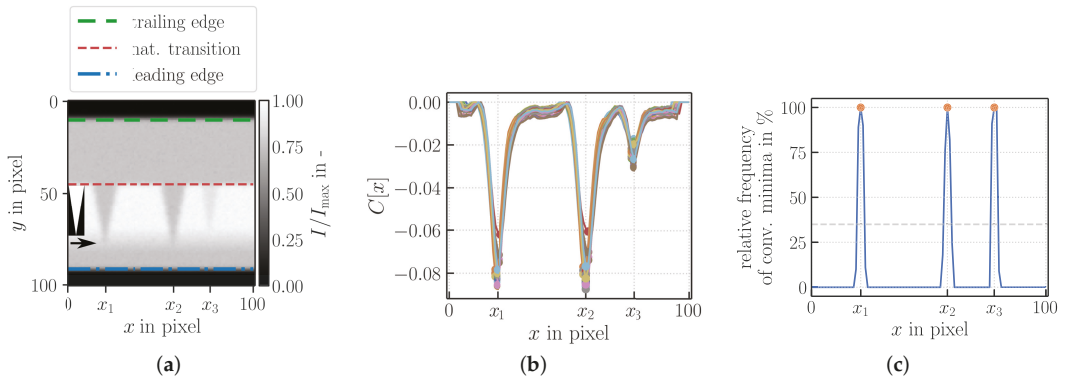 trailing edge
nat. transition
leading edge
0
50
100
y in pixel
0 x₁ x₂ x₃ 100
x in pixel
1.00
0.75
0.50
0.25
0.00
I/Imax in -
(a)
0.00
−0.02
−0.04
−0.06
−0.08
C[x]
0 x₁ x₂ x₃ 100
x in pixel
(b)
100
75
50
25
0
relative frequency
of conv. minima in %
0 x₁ x₂ x₃ 100
x in pixel
(c)